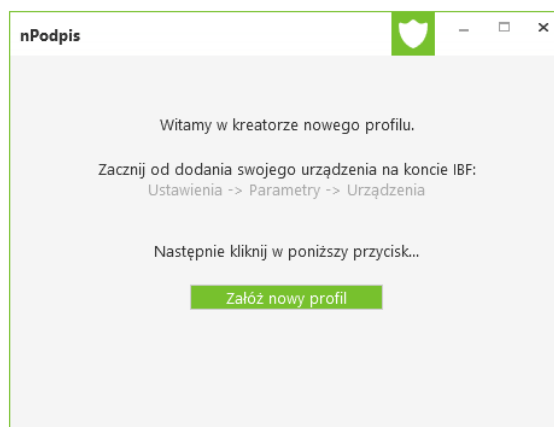 nPodpis
Witamy w kreatorze nowego profilu.
Zacznij od dodania swojego urządzenia na koncie IBF:
Ustawienia -> Parametry -> Urządzenia
Następnie kliknij w poniższy przycisk...
Załóż nowy profil